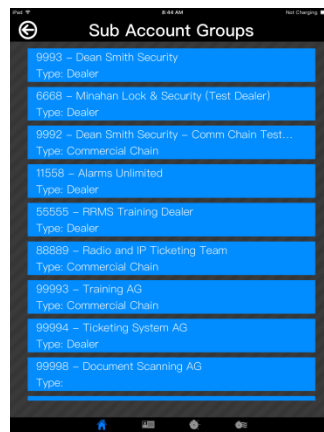 iPad
8:44 AM
Not Charging
Sub Account Groups
9993 – Dean Smith Security
Type: Dealer
6668 – Minahan Lock & Security (Test Dealer)
Type: Dealer
9992 – Dean Smith Security – Comm Chain Test...
Type: Commercial Chain
11558 – Alarms Unlimited
Type: Dealer
55555 – RRMS Training Dealer
Type: Dealer
88889 – Radio and IP Ticketing Team
Type: Commercial Chain
99993 – Training AG
Type: Commercial Chain
99994 – Ticketing System AG
Type: Dealer
99998 – Document Scanning AG
Type: